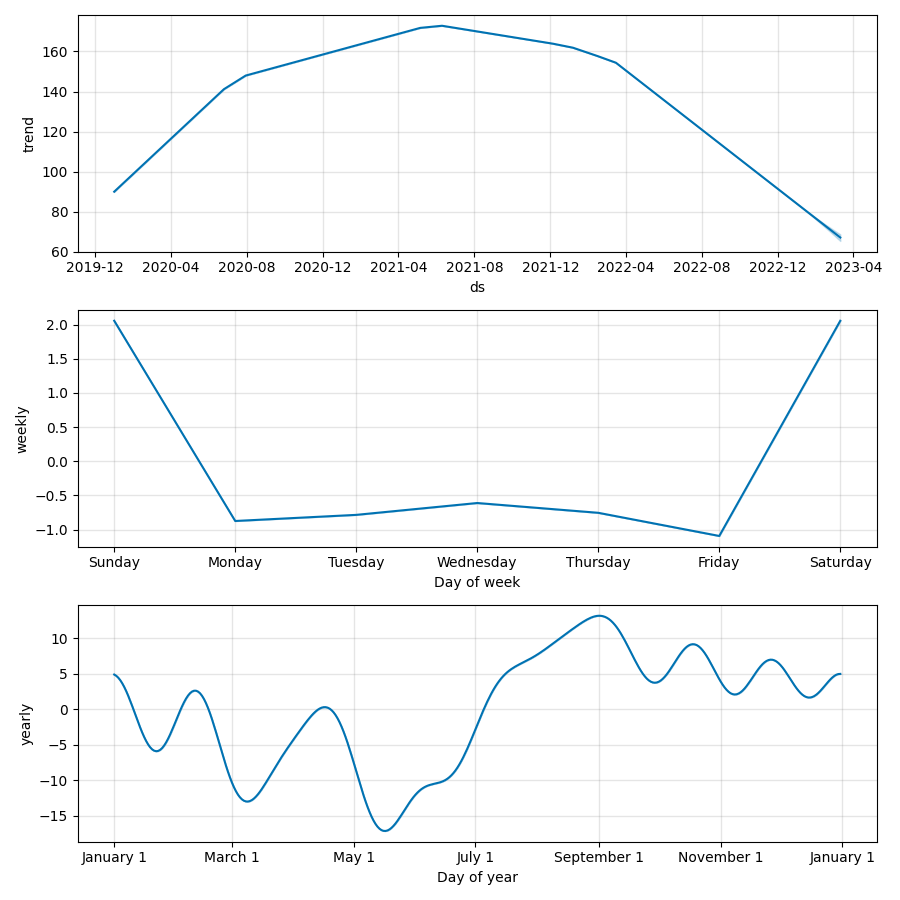 160
140
120
100
80
60
trend
2019-12 2020-04 2020-08 2020-12 2021-04 2021-08 2021-12 2022-04 2022-08 2022-12 2023-04
ds
2.0
1.5
1.0
0.5
0.0
−0.5
−1.0
weekly
Sunday Monday Tuesday Wednesday Thursday Friday Saturday
Day of week
10
5
0
−5
−10
−15
yearly
January 1 March 1 May 1 July 1 September 1 November 1 January 1
Day of year